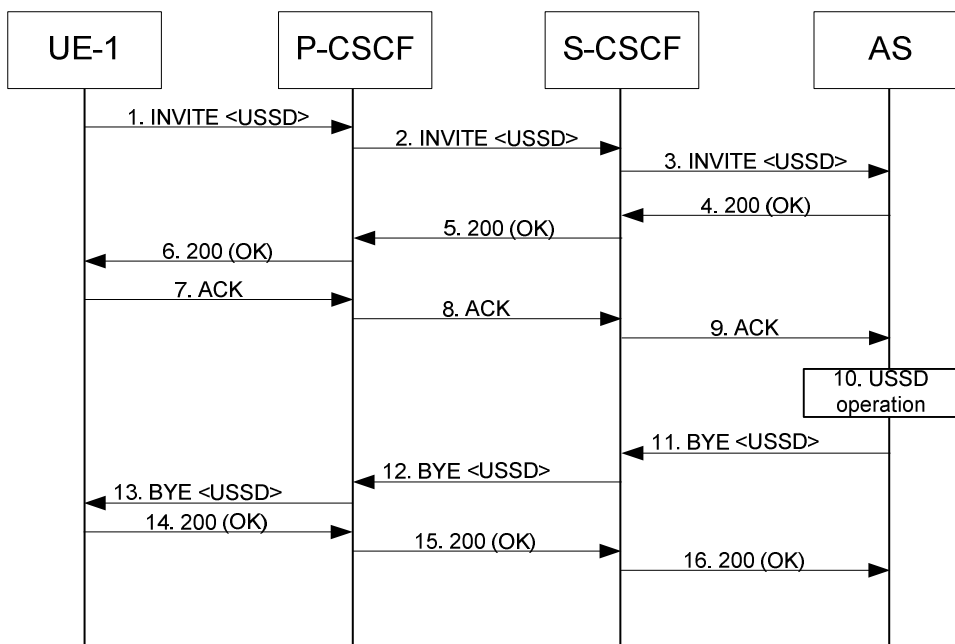 UE-1
P-CSCF
S-CSCF
AS
1. INVITE <USSD>
2. INVITE <USSD>
3. INVITE <USSD>
4. 200 (OK)
5. 200 (OK)
6. 200 (OK)
7. ACK
8. ACK
9. ACK
10. USSD
operation
11. BYE <USSD>
12. BYE <USSD>
13. BYE <USSD>
14. 200 (OK)
15. 200 (OK)
16. 200 (OK)